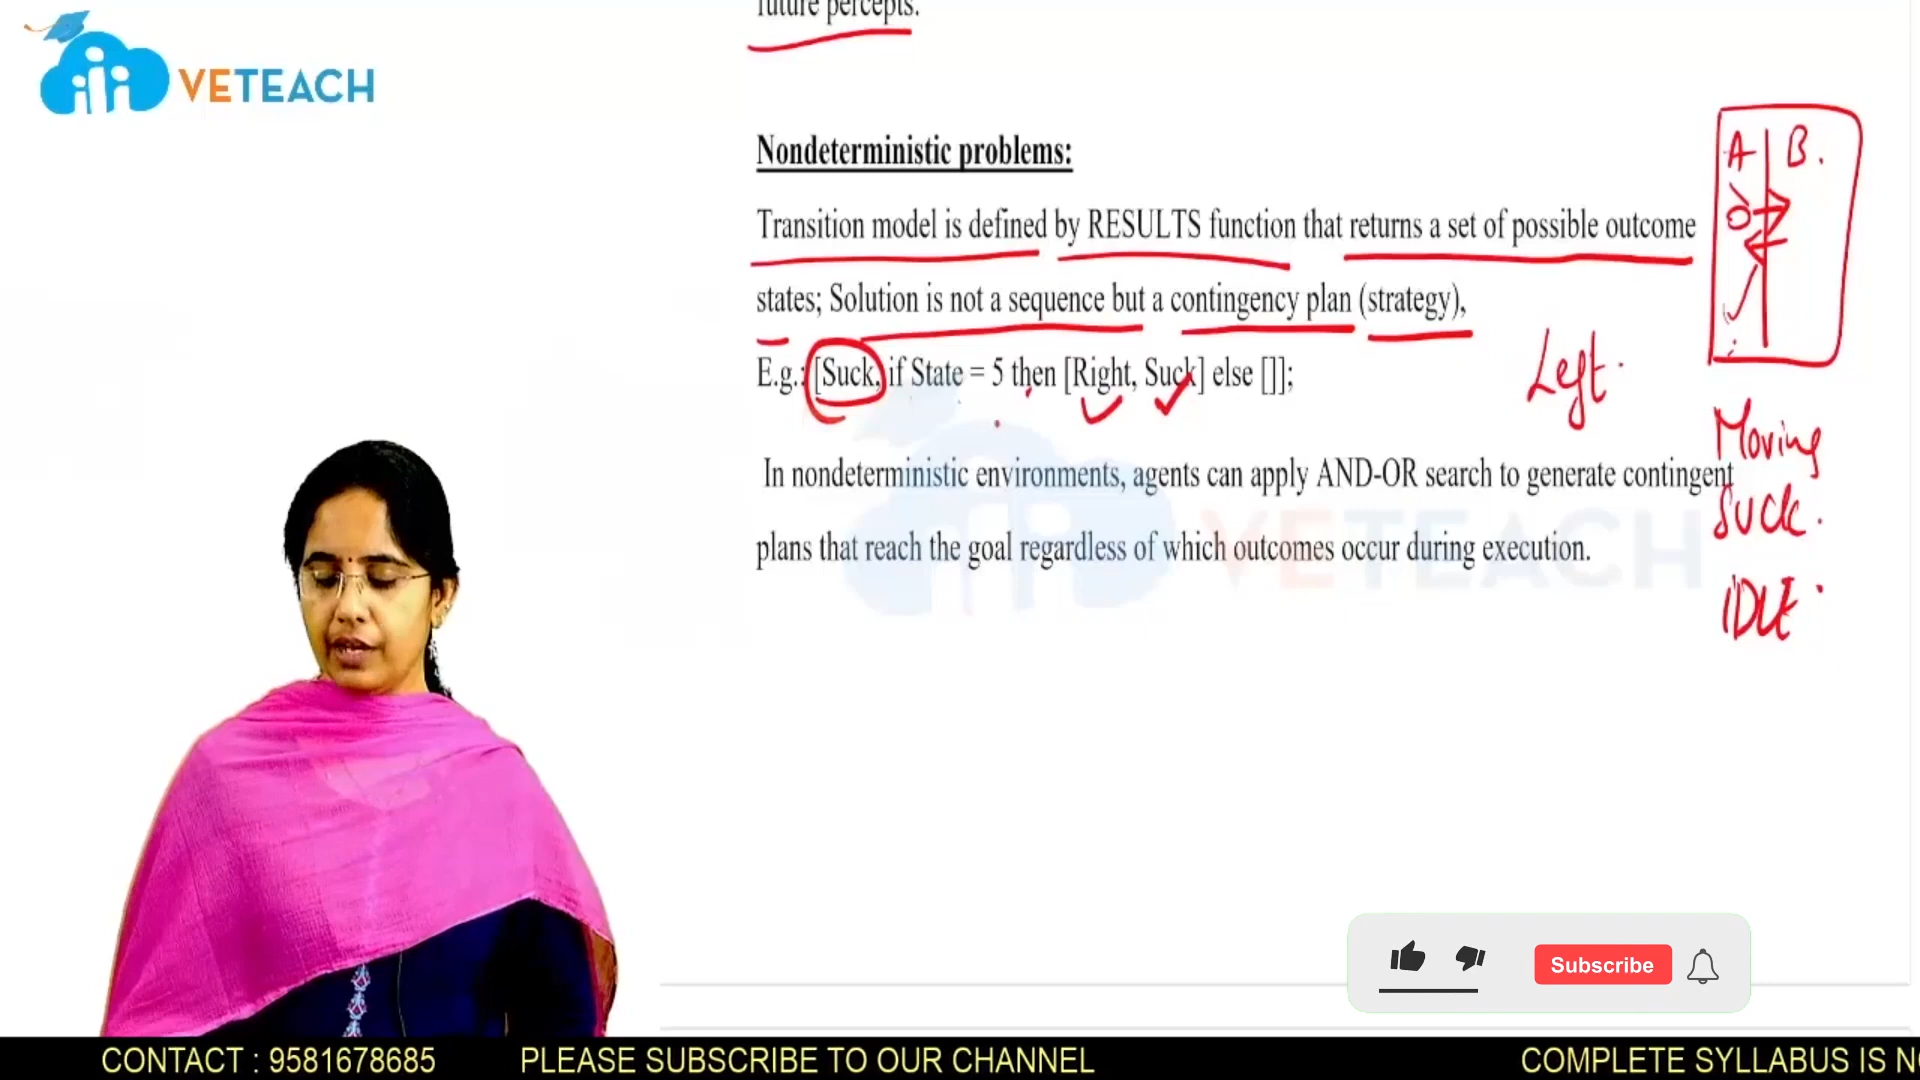 future percepts.
VETEACH
Nondeterministic problems:
Transition model is defined by RESULTS function that returns a set of possible outcome
states; Solution is not a sequence but a contingency plan (strategy),
E.g.: [Suck, if State = 5 then [Right, Suck] else []];
In nondeterministic environments, agents can apply AND-OR search to generate contingent
plans that reach the goal regardless of which outcomes occur during execution.
A B.
Left.
Moving
Suck.
IDLE.
VETEACH
Subscribe
CONTACT : 9581678685 PLEASE SUBSCRIBE TO OUR CHANNEL COMPLETE SYLLABUS IS